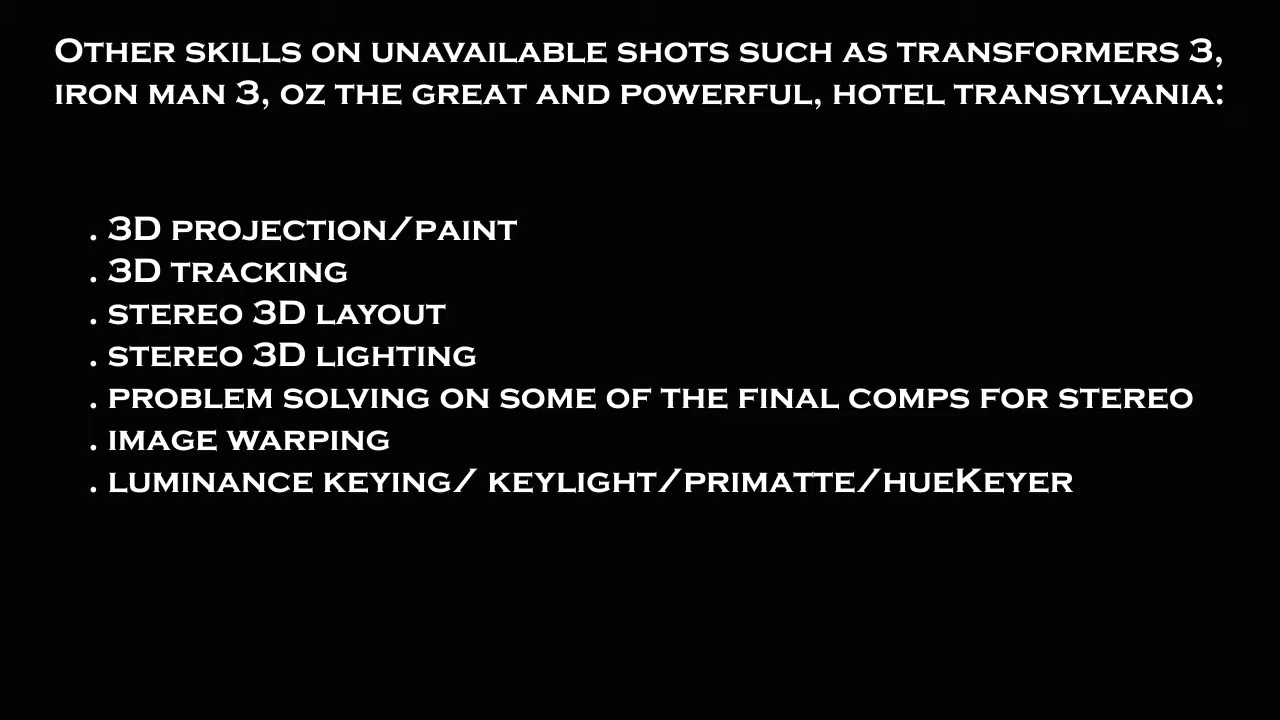 Other skills on unavailable shots such as transformers 3,
iron man 3, oz the great and powerful, hotel transylvania:
. 3D projection/paint
. 3D tracking
. stereo 3D layout
. stereo 3D lighting
. problem solving on some of the final comps for stereo
. image warping
. luminance keying/ keylight/primatte/hueKeyer